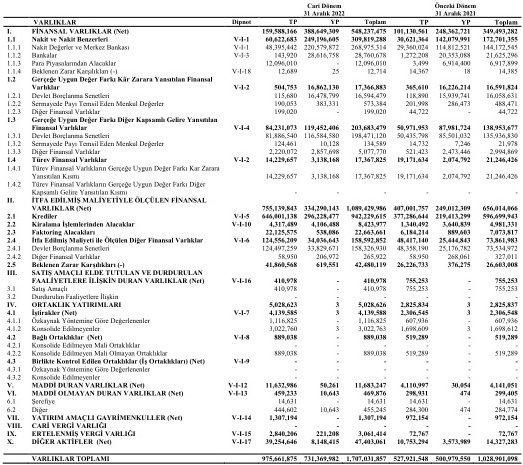 Cari Dönem Önceki Dönem
31 Aralık 2022 31 Aralık 2021
VARLIKLAR Dipnot TP YP Toplam TP YP Toplam
I. FİNANSAL VARLIKLAR (Net) 159,588,166 388,649,309 548,237,475 101,130,561 248,362,721 349,493,282
1.1 Nakit ve Nakit Benzerleri V-I-1 60,622,683 249,196,605 309,819,288 30,621,364 142,079,991 172,701,355
1.1.1 Nakit Değerler ve Merkez Bankası V-I-1 48,395,442 220,579,872 268,975,314 29,360,024 114,812,521 144,172,545
1.1.2 Bankalar V-I-3 143,920 28,616,758 28,760,678 1,272,208 20,353,088 21,625,296
1.1.3 Para Piyasalarından Alacaklar 12,096,010 - 12,096,010 3,499 6,914,400 6,917,899
1.1.4 Beklenen Zarar Karşılıkları (-) V-I-18 12,689 25 12,714 14,367 18 14,385
1.2 Gerçeğe Uygun Değer Farkı Kâr Zarara Yansıtılan Finansal
Varlıklar V-I-2 504,753 16,862,130 17,366,883 365,610 16,226,214 16,591,824
1.2.1 Devlet Borçlanma Senetleri 115,680 16,478,799 16,594,479 118,890 15,939,741 16,058,631
1.2.2 Sermayede Payı Temsil Eden Menkul Değerler 190,053 383,331 573,384 201,998 286,473 488,471
1.2.3 Diğer Finansal Varlıklar 199,020 - 199,020 44,722 - 44,722
1.3 Gerçeğe Uygun Değer Farkı Diğer Kapsamlı Gelire Yansıtılan
Finansal Varlıklar V-I-4 84,231,073 119,452,406 203,683,479 50,971,953 87,981,724 138,953,677
1.3.1 Devlet Borçlanma Senetleri 81,886,540 116,584,580 198,471,120 50,435,798 85,501,032 135,936,830
1.3.2 Sermayede Payı Temsil Eden Menkul Değerler 124,461 10,128 134,589 14,732 7,246 21,978
1.3.3 Diğer Finansal Varlıklar 2,220,072 2,857,698 5,077,770 521,423 2,473,446 2,994,869
1.4 Türev Finansal Varlıklar V-I-2 14,229,657 3,138,168 17,367,825 19,171,634 2,074,792 21,246,426
1.4.1 Türev Finansal Varlıkların Gerçeğe Uygun Değer Farkı Kar Zarara
Yansıtılan Kısmı 14,229,657 3,138,168 17,367,825 19,171,634 2,074,792 21,246,426
1.4.2 Türev Finansal Varlıkların Gerçeğe Uygun Değer Farkı Diğer
Kapsamlı Gelire Yansıtılan Kısmı - - - - - -
II. İTFA EDİLMİŞ MALİYETİYLE ÖLÇÜLEN FİNANSAL
VARLIKLAR (Net) 755,139,843 334,290,143 1,089,429,986 407,001,757 249,012,309 656,014,066
2.1 Krediler V-I-5 646,001,138 296,228,477 942,229,615 377,286,644 219,413,299 596,699,943
2.2 Kiralama İşlemlerinden Alacaklar V-I-10 4,317,489 4,106,488 8,423,977 1,340,492 3,640,839 4,981,331
2.3 Faktoring Alacakları 22,125,575 538,086 22,663,661 6,184,214 889,603 7,073,817
2.4 İtfa Edilmiş Maliyeti ile Ölçülen Diğer Finansal Varlıklar V-I-6 124,556,209 34,036,643 158,592,852 48,417,140 25,444,843 73,861,983
2.4.1 Devlet Borçlanma Senetleri 124,497,259 33,829,671 158,326,930 48,358,190 25,176,782 73,534,972
2.4.2 Diğer Finansal Varlıklar 58,950 206,972 265,922 58,950 268,061 327,011
2.5 Beklenen Zarar Karşılıkları (-) 41,860,568 619,551 42,480,119 26,226,733 376,275 26,603,008
III. SATIŞ AMAÇLI ELDE TUTULAN VE DURDURULAN
FAALİYETLERE İLİŞKİN DURAN VARLIKLAR (Net) V-I-16 410,978 - 410,978 755,253 - 755,253
3.1 Satış Amaçlı 410,978 - 410,978 755,253 - 755,253
3.2 Durdurulan Faaliyetlere İlişkin - - - - - -
IV. ORTAKLIK YATIRIMLARI 5,028,623 3 5,028,626 2,825,834 3 2,825,837
4.1 İştirakler (Net) V-I-7 4,139,585 3 4,139,588 2,306,545 3 2,306,548
4.1.1 Özkaynak Yöntemine Göre Değerlenenler 1,116,825 - 1,116,825 607,936 - 607,936
4.1.2 Konsolide Edilmeyenler 3,022,760 3 3,022,763 1,698,609 3 1,698,612
4.2 Bağlı Ortaklıklar (Net) V-I-8 889,038 - 889,038 519,289 - 519,289
4.2.1 Konsolide Edilmeyen Mali Ortaklıklar - - - - - -
4.2.2 Konsolide Edilmeyen Mali Olmayan Ortaklıklar 889,038 - 889,038 519,289 - 519,289
4.3 Birlikte Kontrol Edilen Ortaklıklar (İş Ortaklıkları) (Net) V-I-9 - - - - - -
4.3.1 Özkaynak Yöntemine Göre Değerlenenler - - - - - -
4.3.2 Konsolide Edilmeyenler - - - - - -
V. MADDİ DURAN VARLIKLAR (Net) V-I-12 11,632,986 50,261 11,683,247 4,110,997 30,054 4,141,051
VI. MADDİ OLMAYAN DURAN VARLIKLAR (Net) V-I-13 459,233 10,643 469,876 298,931 474 299,405
6.1 Şerefiye 14,631 - 14,631 14,631 - 14,631
6.2 Diğer 444,602 10,643 455,245 284,300 474 284,774
VII. YATIRIM AMAÇLI GAYRİMENKULLER (Net) V-I-14 1,307,194 - 1,307,194 972,154 - 972,154
VIII. CARİ VERGİ VARLIĞI - - - - - -
IX. ERTELENMİŞ VERGİ VARLIĞI V-I-15 2,840,206 221,208 3,061,414 72,767 - 72,767
X. DİĞER AKTİFLER (Net) V-I-17 39,254,646 8,148,415 47,403,061 10,753,294 3,573,989 14,327,283
VARLIKLAR TOPLAMI 975,661,875 731,369,982 1,707,031,857 527,921,548 500,979,550 1,028,901,098